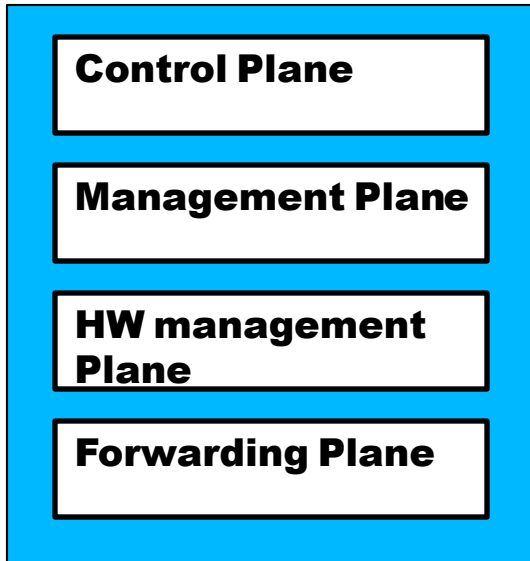 Control Plane
Management Plane
HW management
Plane
Forwarding Plane